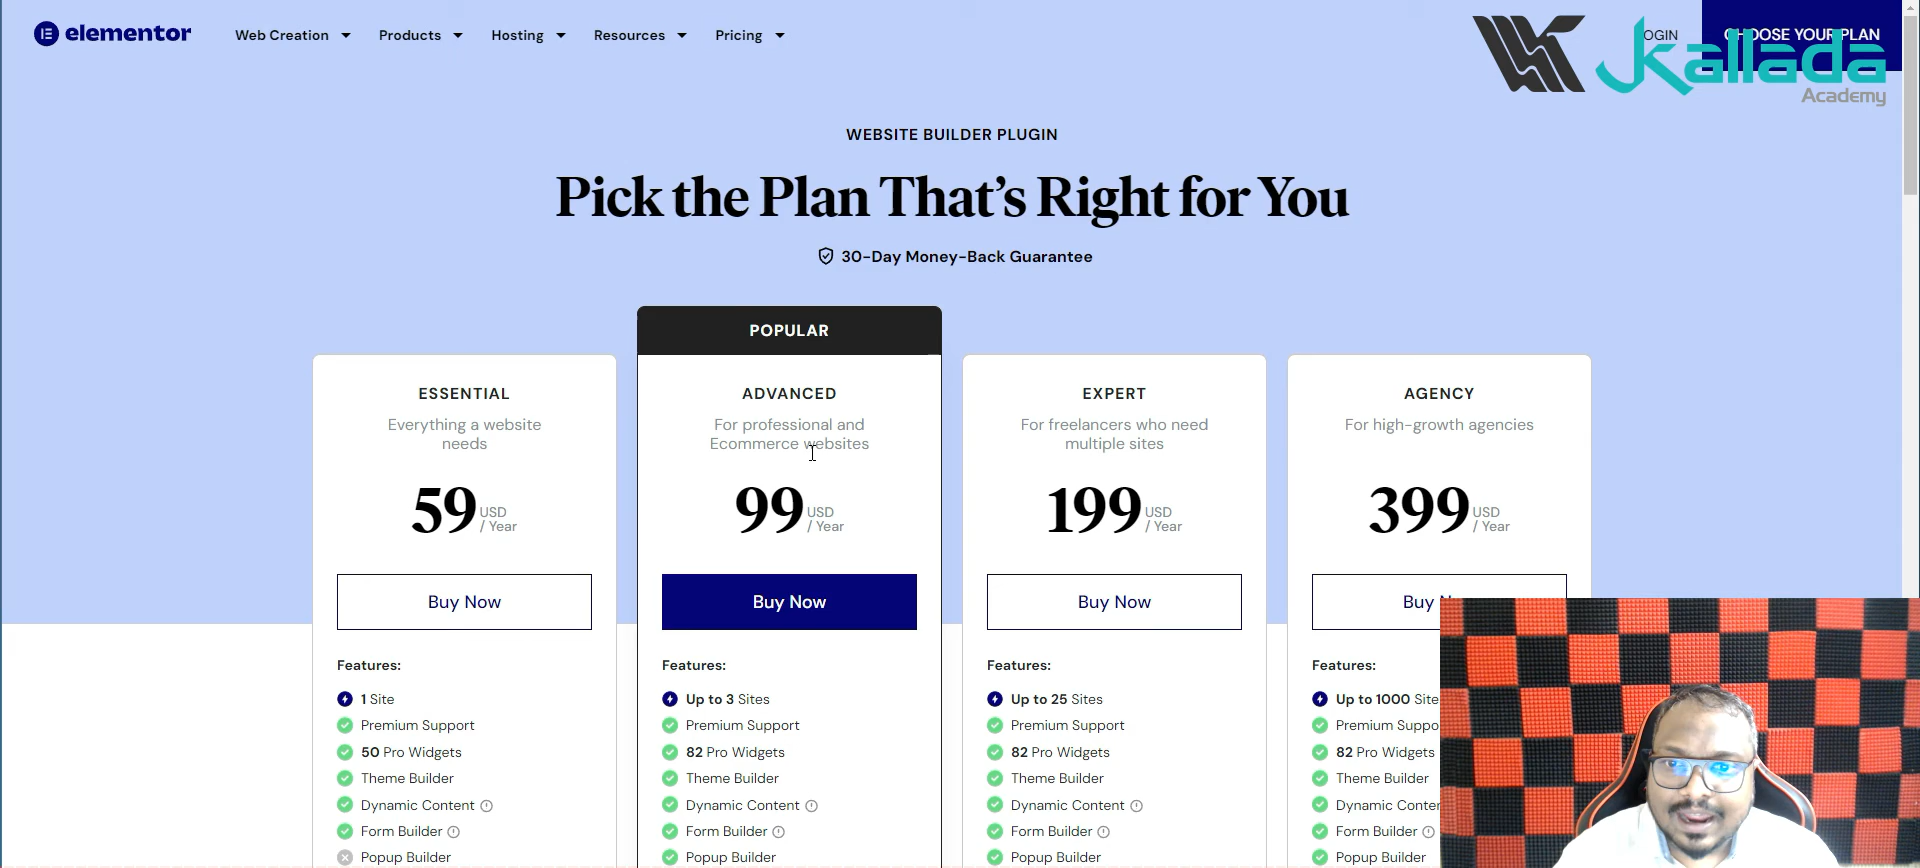 elementor
Web Creation
Products
Hosting
Resources
Pricing
OGIN
CHOOSE YOUR PLAN
Kallada
Academy
WEBSITE BUILDER PLUGIN
Pick the Plan That's Right for You
30-Day Money-Back Guarantee
POPULAR
ESSENTIAL
Everything a website
needs
59 USD
/ Year
Buy Now
Features:
1 Site
Premium Support
50 Pro Widgets
Theme Builder
Dynamic Content
Form Builder
Popup Builder
ADVANCED
For professional and
Ecommerce websites
99 USD
/ Year
Buy Now
Features:
Up to 3 Sites
Premium Support
82 Pro Widgets
Theme Builder
Dynamic Content
Form Builder
Popup Builder
EXPERT
For freelancers who need
multiple sites
199 USD
/ Year
Buy Now
Features:
Up to 25 Sites
Premium Support
82 Pro Widgets
Theme Builder
Dynamic Content
Form Builder
Popup Builder
AGENCY
For high-growth agencies
399 USD
/ Year
Buy
Features:
Up to 1000 Site
Premium Suppo
82 Pro Widgets
Theme Builder
Dynamic Conter
Form Builder
Popup Builder